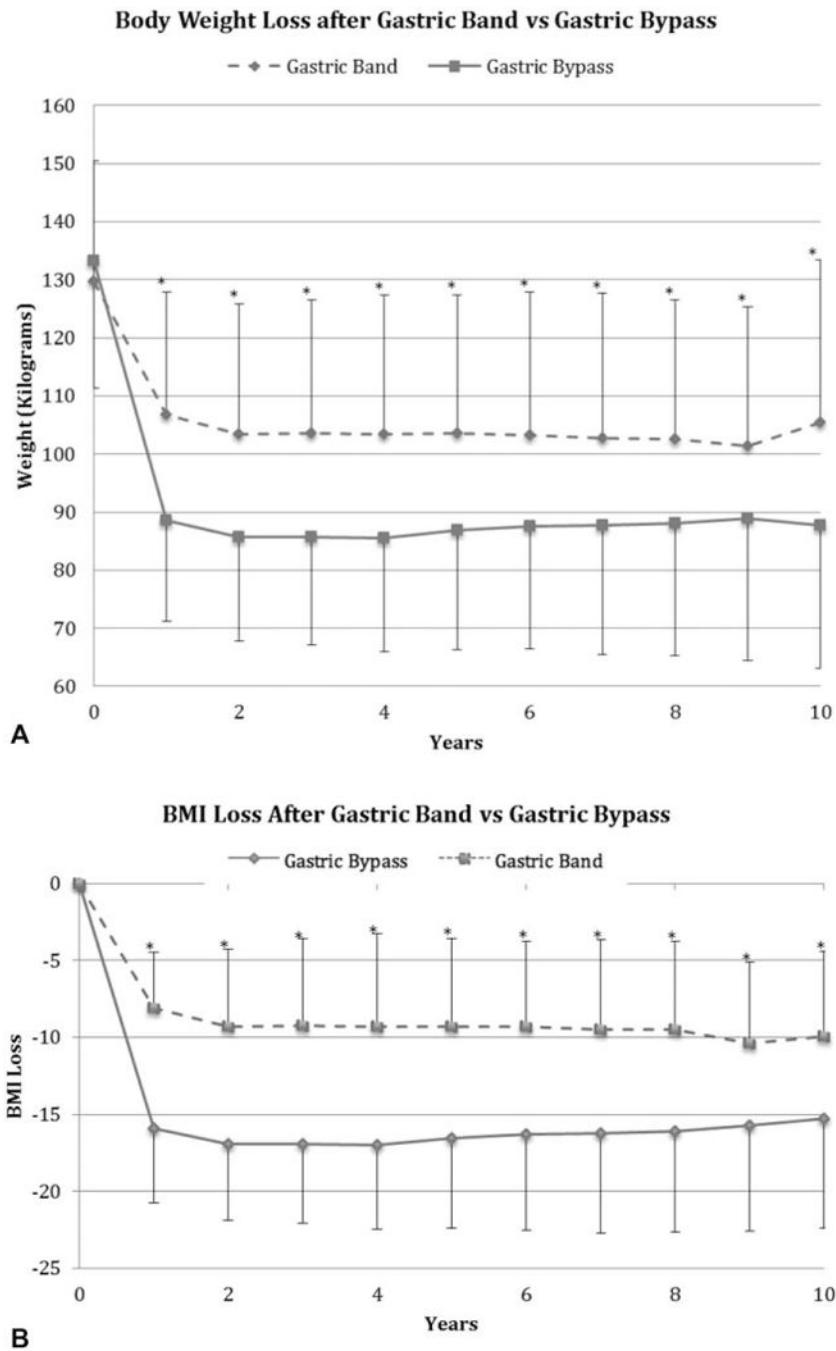 Body Weight Loss after Gastric Band vs Gastric Bypass
Gastric Band Gastric Bypass
160
150
140
130
120
110
100
90
80
70
60
Weight (Kilograms)
* * * * * * * * * *
0 2 4 6 8 10
Years
A
BMI Loss After Gastric Band vs Gastric Bypass
Gastric Bypass Gastric Band
0
-5
-10
-15
-20
-25
BMI Loss
* * * * * * * * * *
0 2 4 6 8 10
Years
B